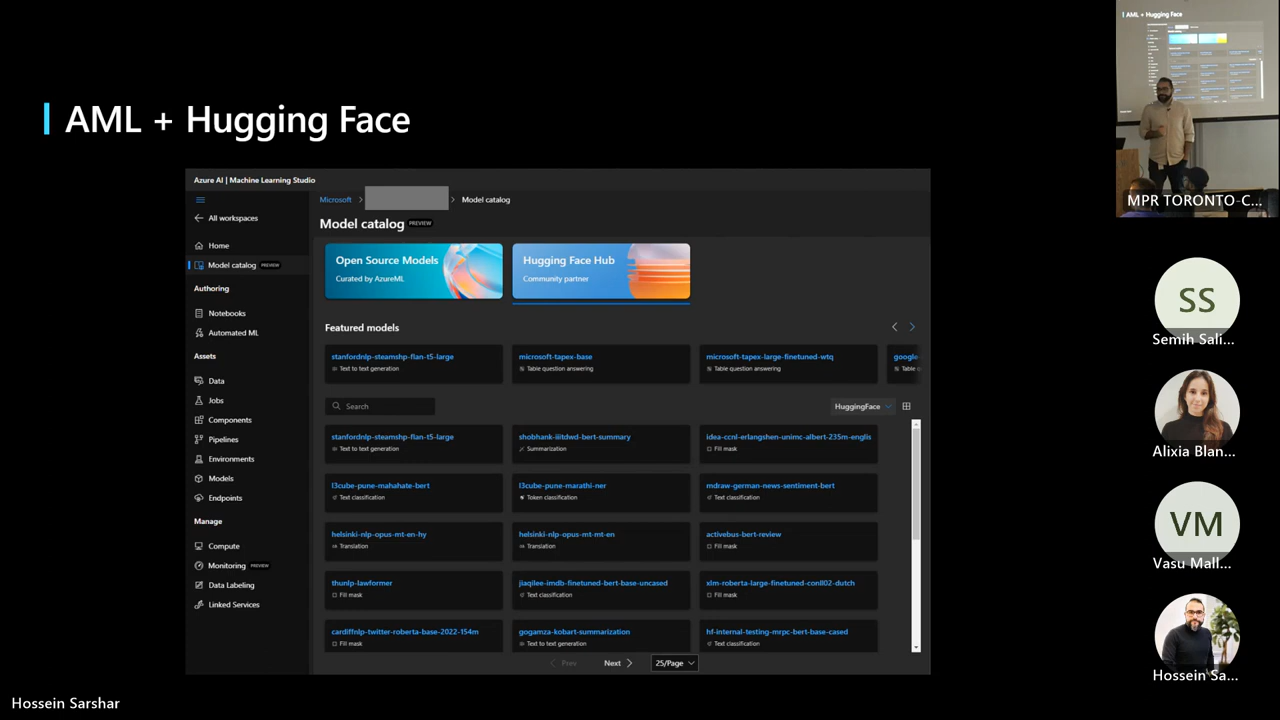 AML + Hugging Face
Azure AI | Machine Learning Studio
All workspaces
Home
Model catalog PREVIEW
Authoring
Notebooks
Automated ML
Assets
Data
Jobs
Components
Pipelines
Environments
Models
Endpoints
Manage
Compute
Monitoring PREVIEW
Data Labeling
Linked Services
Microsoft > > Model catalog
Model catalog PREVIEW
Open Source Models
Curated by AzureML
Hugging Face Hub
Community partner
Featured models
stanfordnlp-steamshp-flan-t5-large
Text to text generation
microsoft-tapex-base
Table question answering
microsoft-tapex-large-finetuned-wtq
Table question answering
google-
Table q
Search
HuggingFace
stanfordnlp-steamshp-flan-t5-large
Text to text generation
shobhank-iiitdwd-bert-summary
Summarization
idea-ccnl-erlangshen-unimc-albert-235m-englis
Fill mask
l3cube-pune-mahahate-bert
Text classification
l3cube-pune-marathi-ner
Token classification
mdraw-german-news-sentiment-bert
Text classification
helsinki-nlp-opus-mt-en-hy
Translation
helsinki-nlp-opus-mt-mt-en
Translation
activebus-bert-review
Fill mask
thunlp-lawformer
Fill mask
jiaqilee-imdb-finetuned-bert-base-uncased
Text classification
xlm-roberta-large-finetuned-conll02-dutch
Fill mask
cardiffnlp-twitter-roberta-base-2022-154m
Fill mask
gogamza-kobart-summarization
Text to text generation
hf-internal-testing-mrpc-bert-base-cased
Text classification
Prev
Next
25/Page
AML + Hugging Face
MPR TORONTO-C...
SS
Semih Sali...
Alixia Blan...
VM
Vasu Mall...
Hossein Sa...
Hossein Sarshar